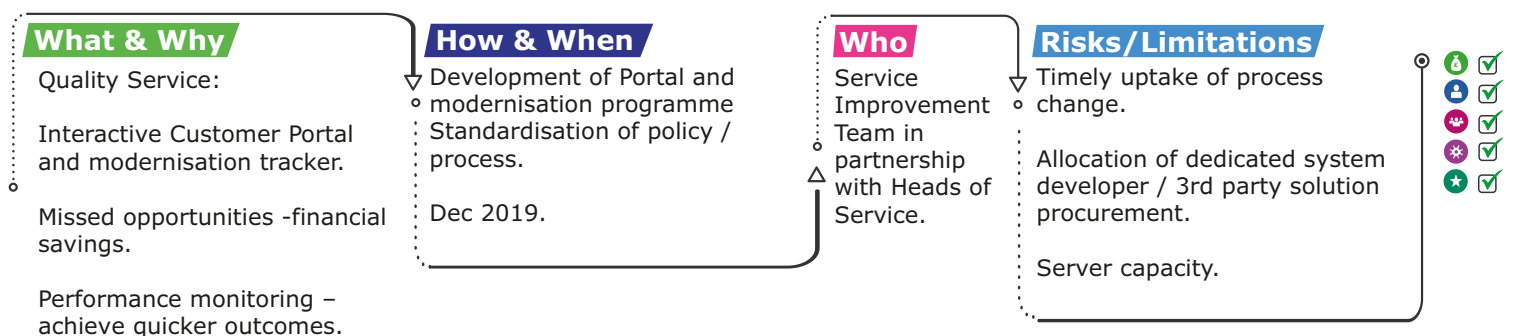 What & Why
Quality Service:
Interactive Customer Portal
and modernisation tracker.
Missed opportunities -financial
savings.
Performance monitoring –
achieve quicker outcomes.
How & When
Development of Portal and
modernisation programme
Standardisation of policy /
process.
Dec 2019.
Who
Service
Improvement
Team in
partnership
with Heads of
Service.
Risks/Limitations
Timely uptake of process
change.
Allocation of dedicated system
developer / 3rd party solution
procurement.
Server capacity.
£